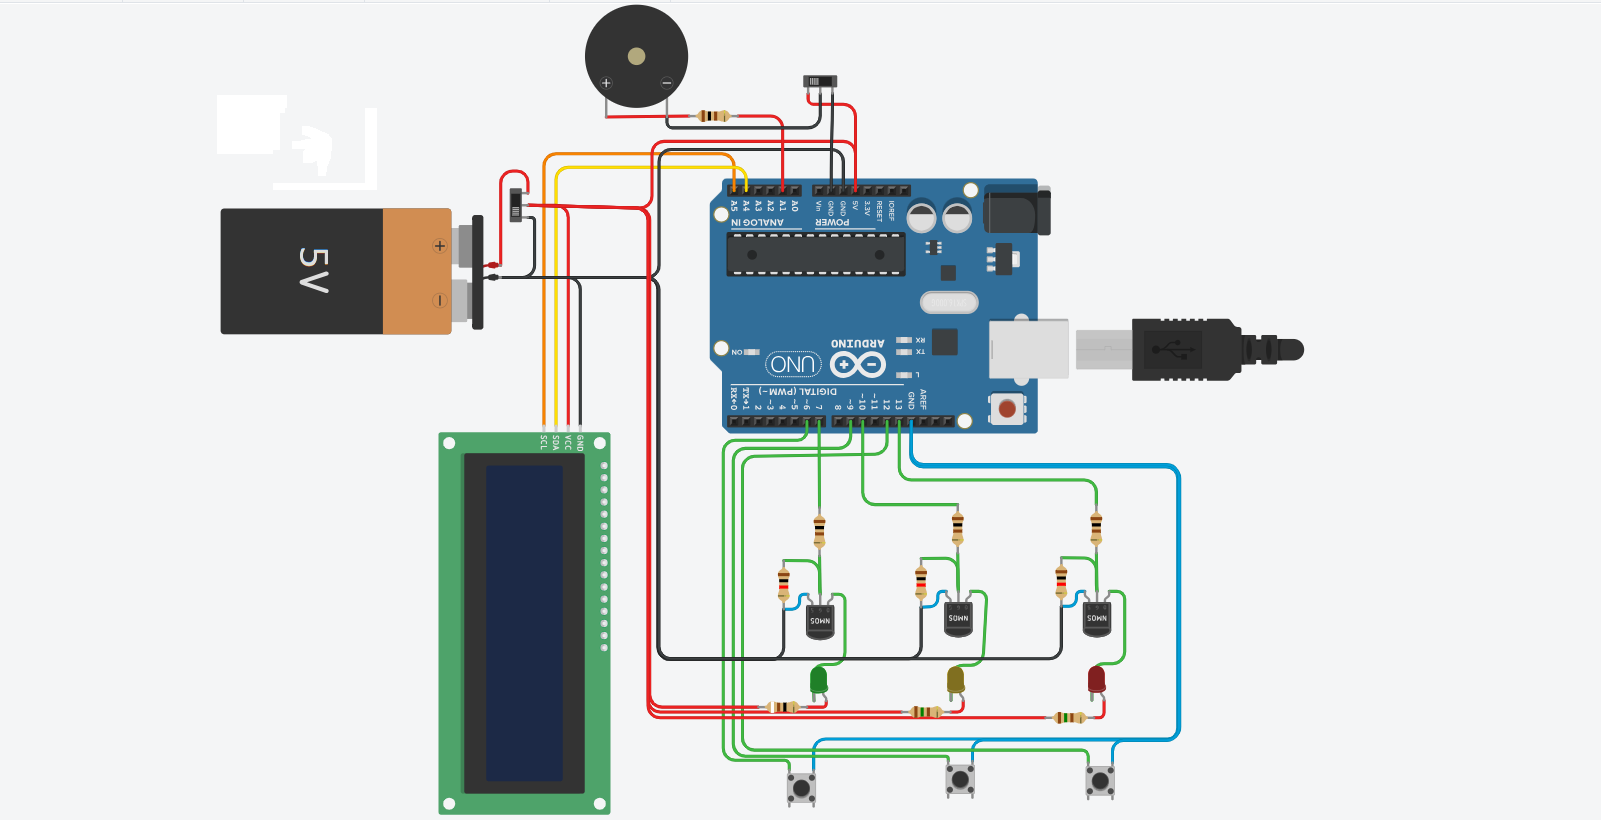 +
−
5V
+
−
A5
A4
A3
A2
A1
A0
Vin
GND
GND
5V
3.3V
RESET
IOREF
ANALOG IN
POWER
ARDUINO
UNO
ON
RX
TX
L
DIGITAL (PWM~)
RX←0
TX→1
2
~3
4
~5
~6
7
8
~9
~10
~11
12
13
GND
AREF
SCL
SDA
VCC
GND
NMOS
NMOS
NMOS